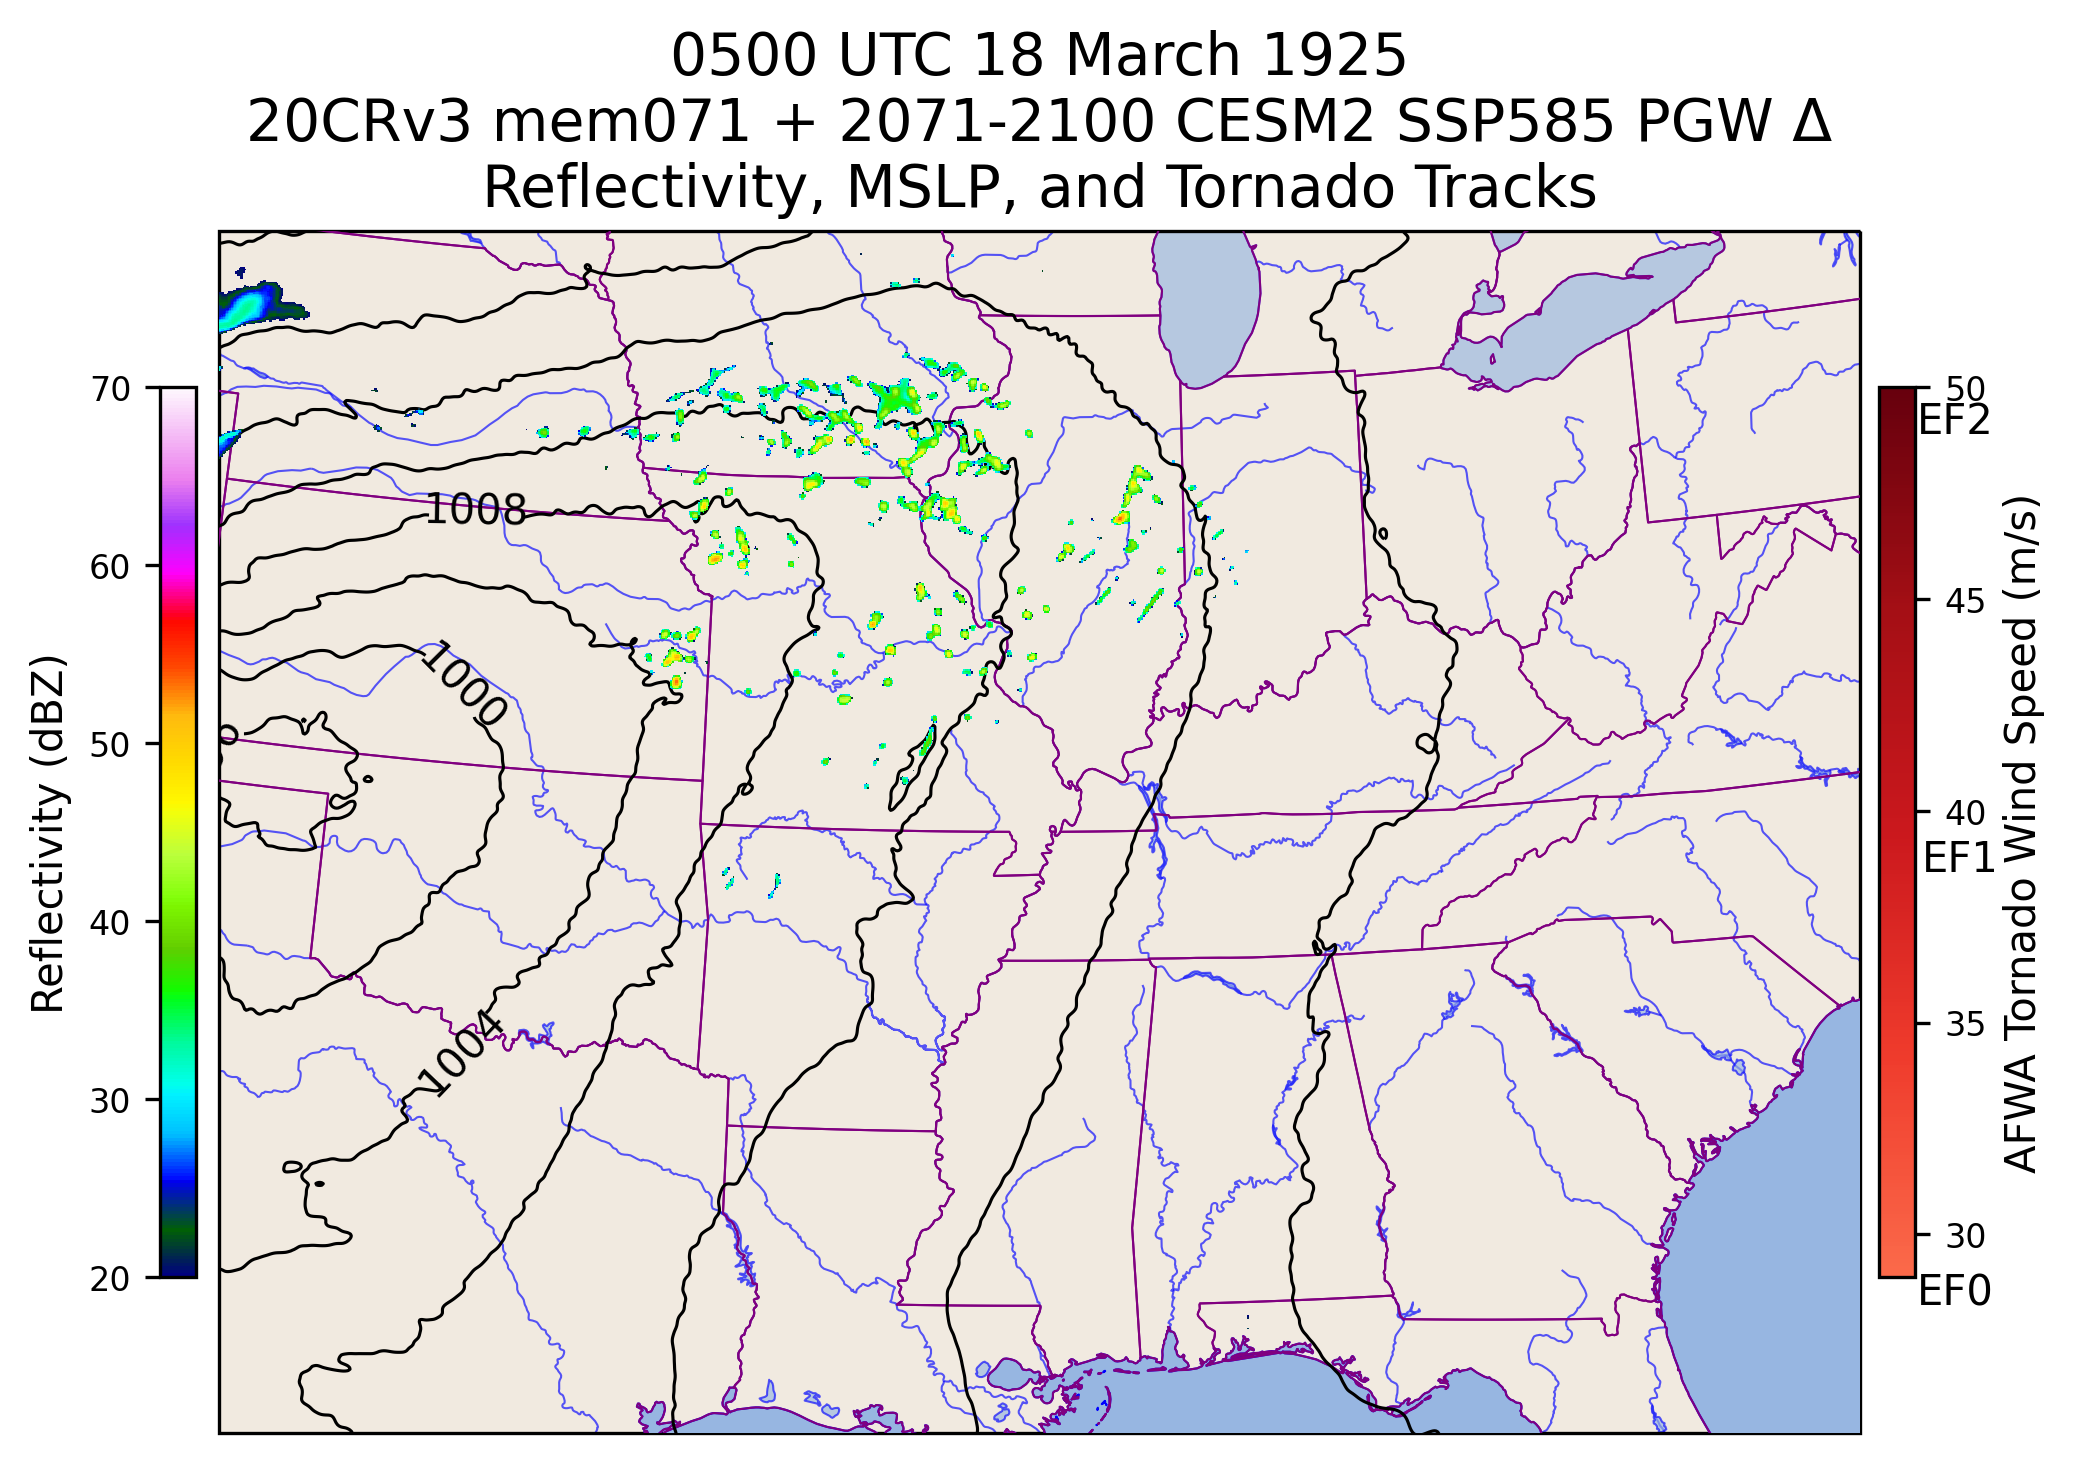 0500 UTC 18 March 1925
20CRv3 mem071 + 2071-2100 CESM2 SSP585 PGW Δ
Reflectivity, MSLP, and Tornado Tracks
Reflectivity (dBZ)
70
60
50
40
30
20
1008
1000
1004
50
EF2
45
40
EF1
35
30
EF0
AFWA Tornado Wind Speed (m/s)